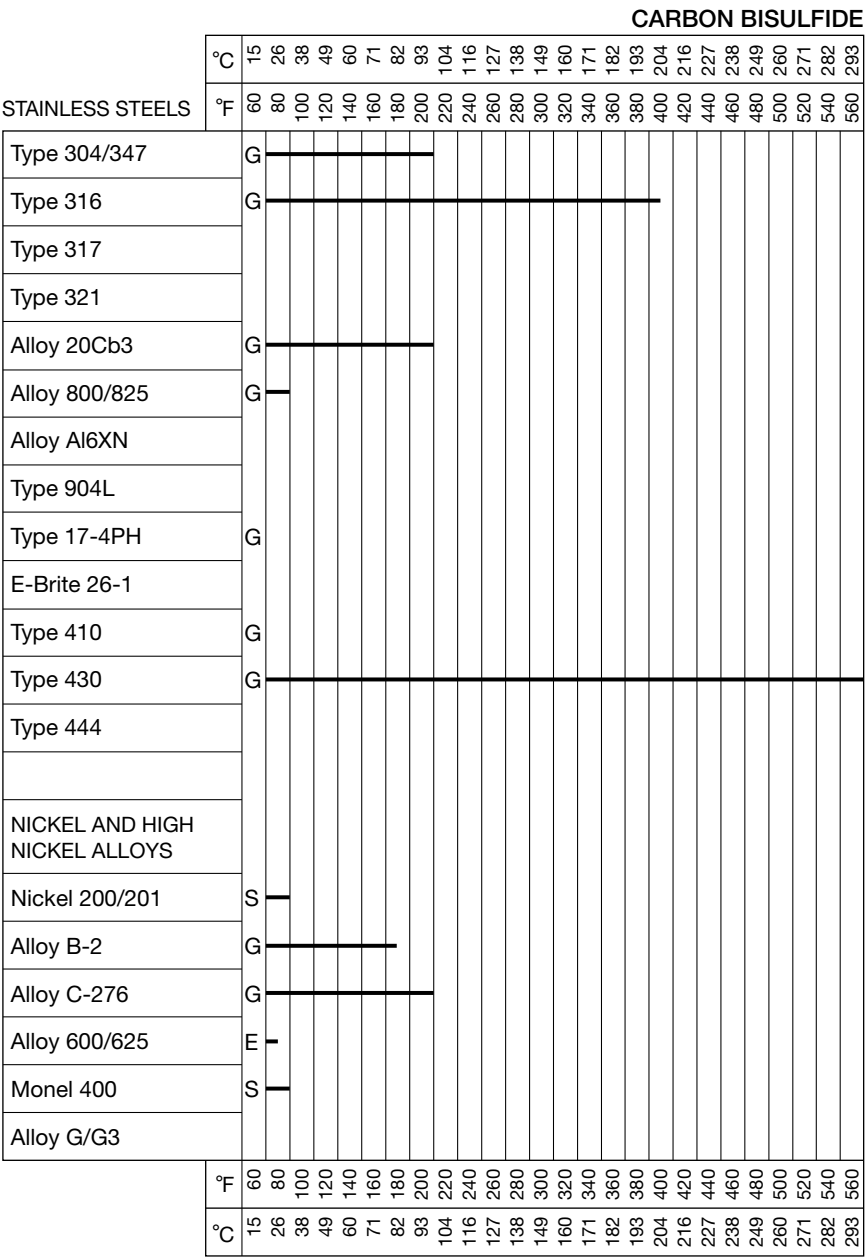 CARBON BISULFIDE
°C 15 26 38 49 60 71 82 93 104 116 127 138 149 160 171 182 193 204 216 227 238 249 260 271 282 293
STAINLESS STEELS °F 60 80 100 120 140 160 180 200 220 240 260 280 300 320 340 360 380 400 420 440 460 480 500 520 540 560
Type 304/347 G
Type 316 G
Type 317
Type 321
Alloy 20Cb3 G
Alloy 800/825 G
Alloy Al6XN
Type 904L
Type 17-4PH G
E-Brite 26-1
Type 410 G
Type 430 G
Type 444
NICKEL AND HIGH
NICKEL ALLOYS
Nickel 200/201 S
Alloy B-2 G
Alloy C-276 G
Alloy 600/625 E
Monel 400 S
Alloy G/G3
°F 60 80 100 120 140 160 180 200 220 240 260 280 300 320 340 360 380 400 420 440 460 480 500 520 540 560
°C 15 26 38 49 60 71 82 93 104 116 127 138 149 160 171 182 193 204 216 227 238 249 260 271 282 293